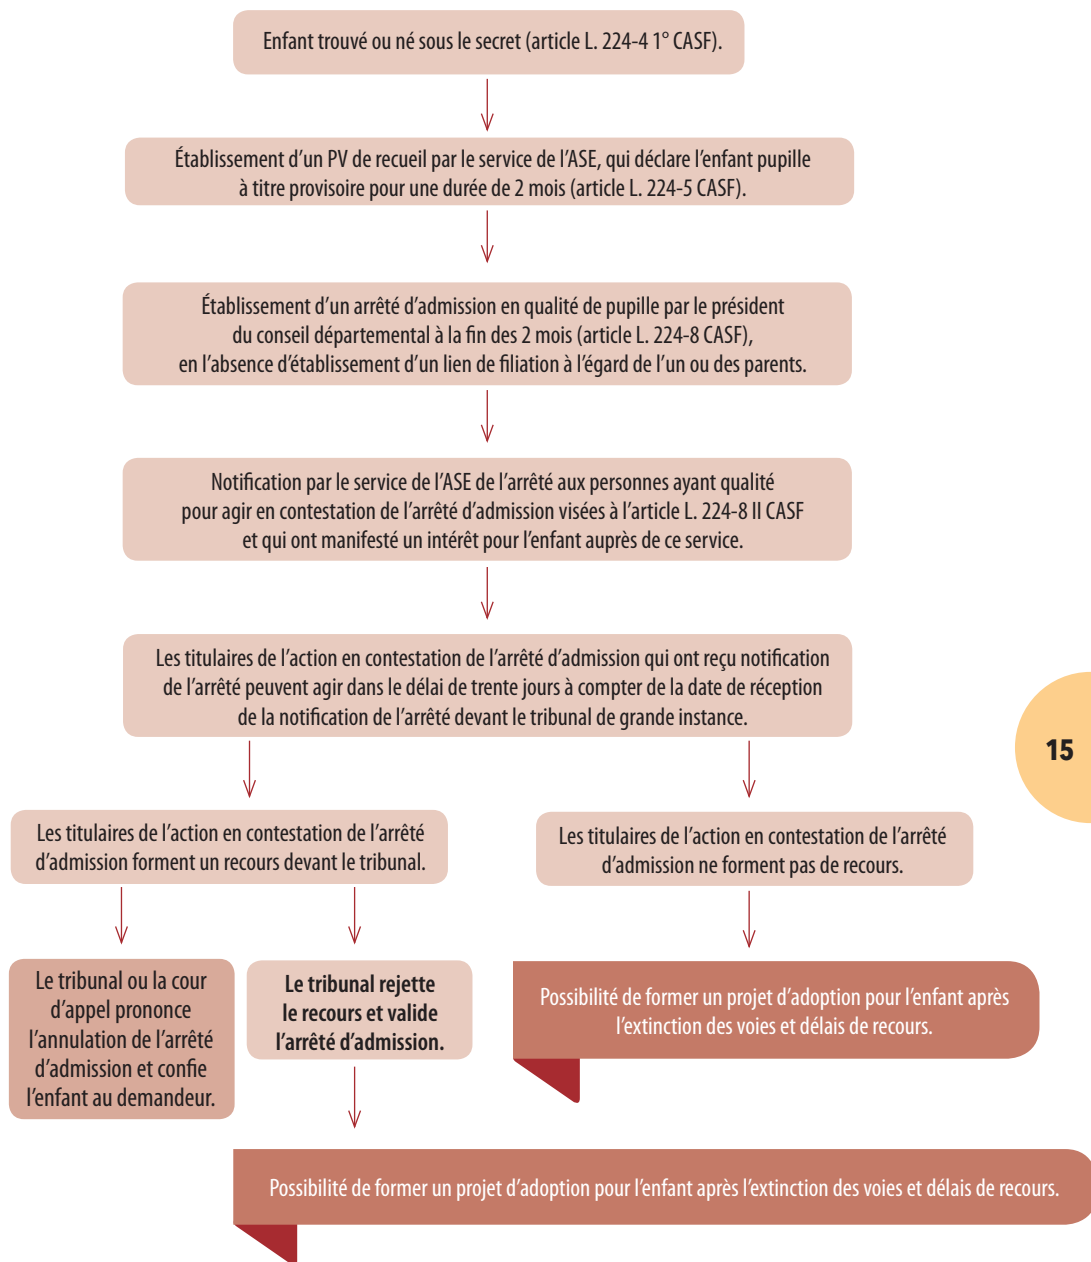 Enfant trouvé ou né sous le secret (article L. 224-4 1° CASF).
Établissement d’un PV de recueil par le service de l’ASE, qui déclare l’enfant pupille
à titre provisoire pour une durée de 2 mois (article L. 224-5 CASF).
Établissement d’un arrêté d’admission en qualité de pupille par le président
du conseil départemental à la fin des 2 mois (article L. 224-8 CASF),
en l’absence d’établissement d’un lien de filiation à l’égard de l’un ou des parents.
Notification par le service de l’ASE de l’arrêté aux personnes ayant qualité
pour agir en contestation de l’arrêté d’admission visées à l’article L. 224-8 II CASF
et qui ont manifesté un intérêt pour l’enfant auprès de ce service.
Les titulaires de l’action en contestation de l’arrêté d’admission qui ont reçu notification
de l’arrêté peuvent agir dans le délai de trente jours à compter de la date de réception
de la notification de l’arrêté devant le tribunal de grande instance.
15
Les titulaires de l’action en contestation de l’arrêté
d’admission forment un recours devant le tribunal.
Les titulaires de l’action en contestation de l’arrêté
d’admission ne forment pas de recours.
Le tribunal ou la cour
d’appel prononce
l’annulation de l’arrêté
d’admission et confie
l’enfant au demandeur.
Le tribunal rejette
le recours et valide
l’arrêté d’admission.
Possibilité de former un projet d’adoption pour l’enfant après
l’extinction des voies et délais de recours.
Possibilité de former un projet d’adoption pour l’enfant après l’extinction des voies et délais de recours.